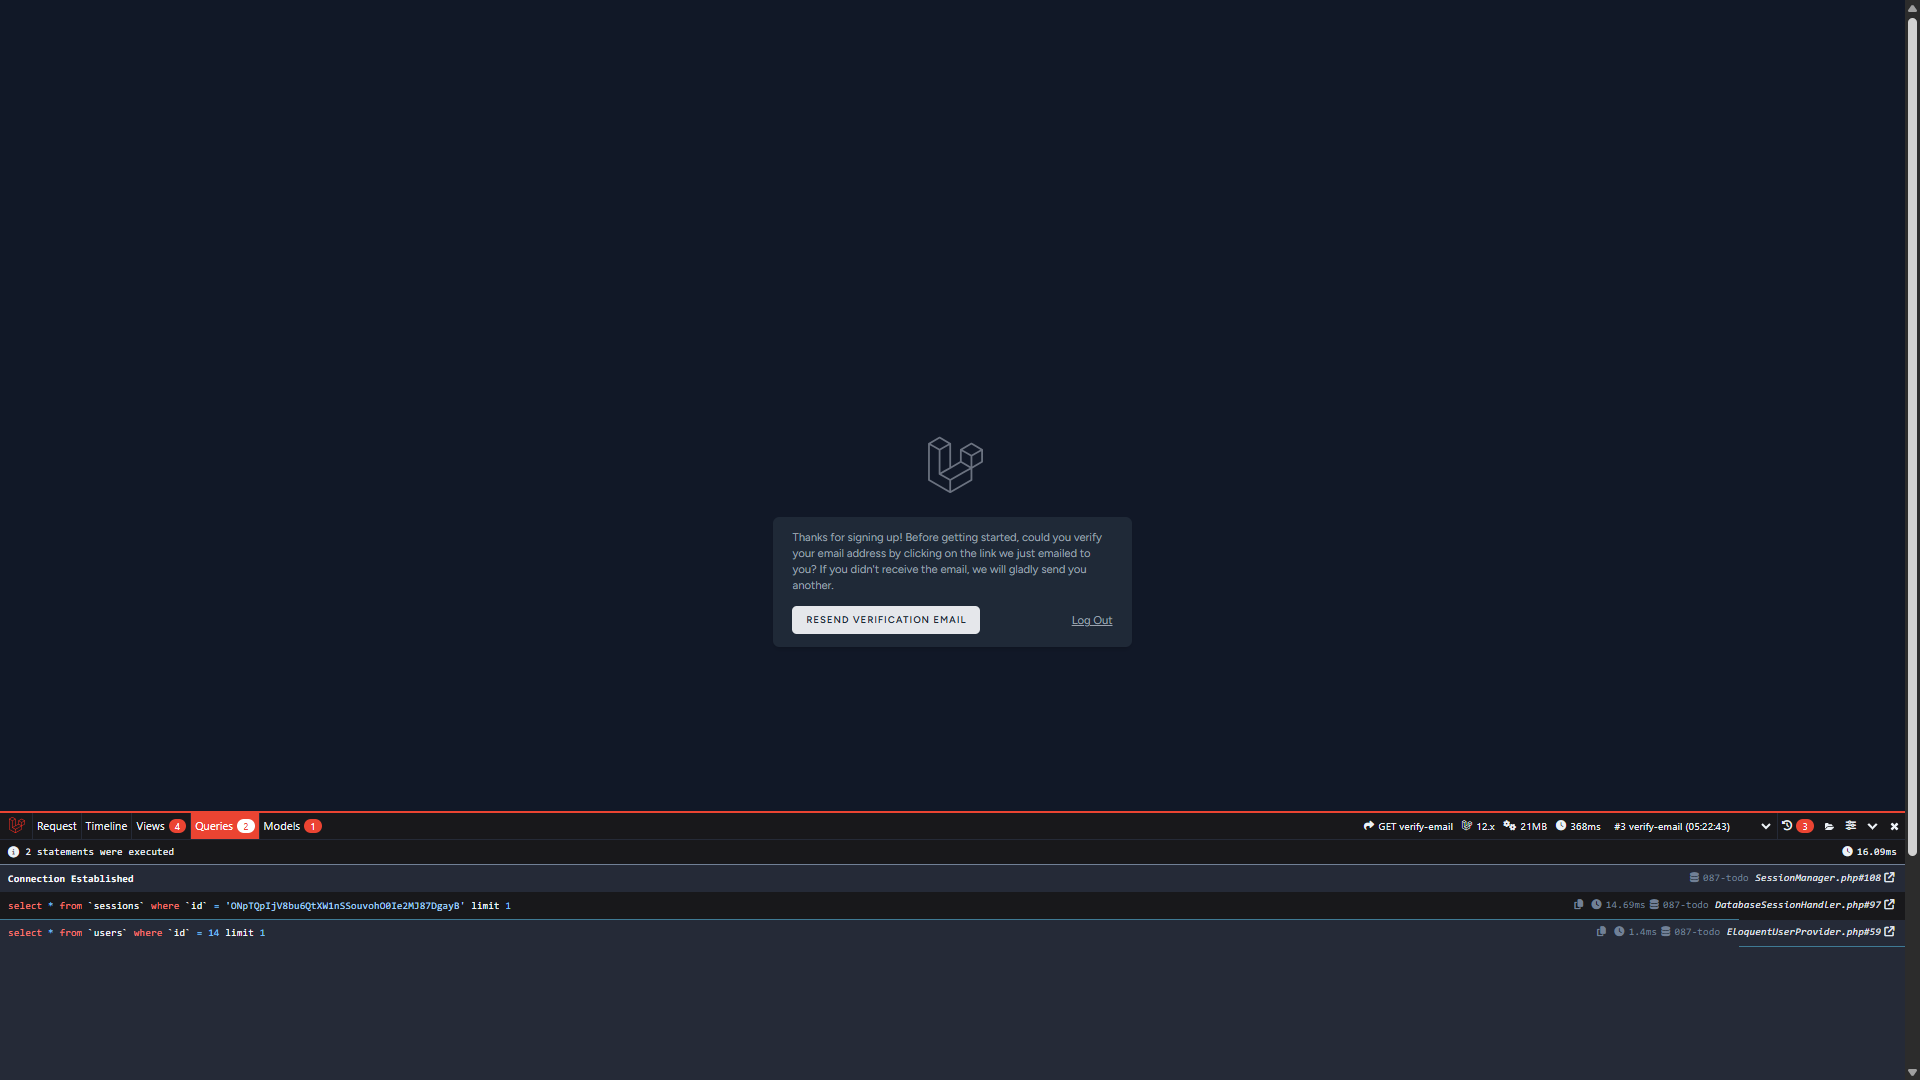 Thanks for signing up! Before getting started, could you verify
your email address by clicking on the link we just emailed to
you? If you didn't receive the email, we will gladly send you
another.
RESEND VERIFICATION EMAIL Log Out
Request Timeline Views 4 Queries 2 Models 1 GET verify-email 12.x 21MB 368ms #3 verify-email (05:22:43) 3
2 statements were executed 16.09ms
Connection Established 087-todo SessionManager.php#108
select * from `sessions` where `id` = 'ONpTQpIjV8bu6QtXW1nSSouvohO0Ie2MJ87DgayB' limit 1 14.69ms 087-todo DatabaseSessionHandler.php#97
select * from `users` where `id` = 14 limit 1 1.4ms 087-todo EloquentUserProvider.php#59